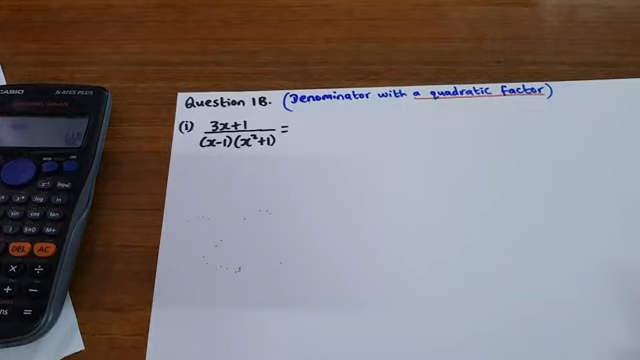 CASIO
Question 1B. (Denominator with a quadratic factor)
(i) 3x+1 / (x-1)(x²+1) =
DEL AC